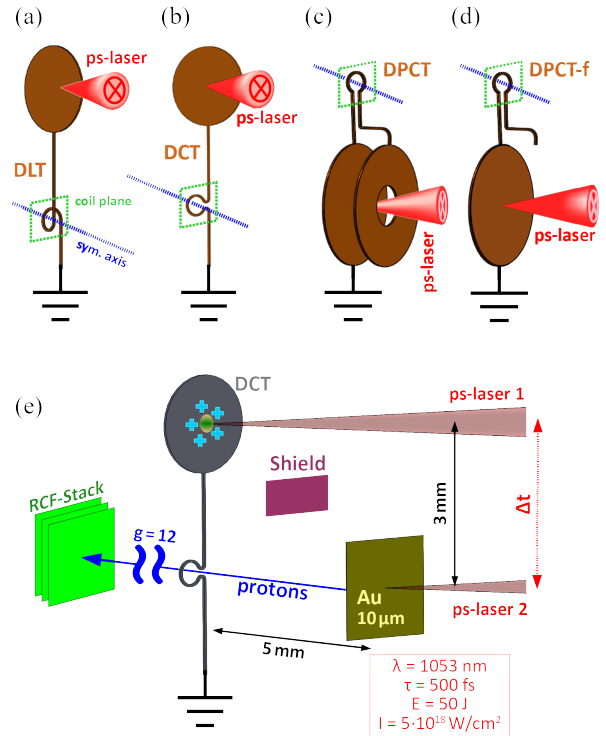 (a)
(b)
(c)
(d)
ps-laser
ps-laser
DPCT
DPCT-f
DLT
DCT
coil plane
sym. axis
ps-laser
ps-laser
(e)
DCT
ps-laser 1
Shield
3 mm
Δt
RCF-Stack
g = 12
protons
Au
10 μm
ps-laser 2
5 mm
λ = 1053 nm
τ = 500 fs
E = 50 J
I = 5·10¹⁸ W/cm²